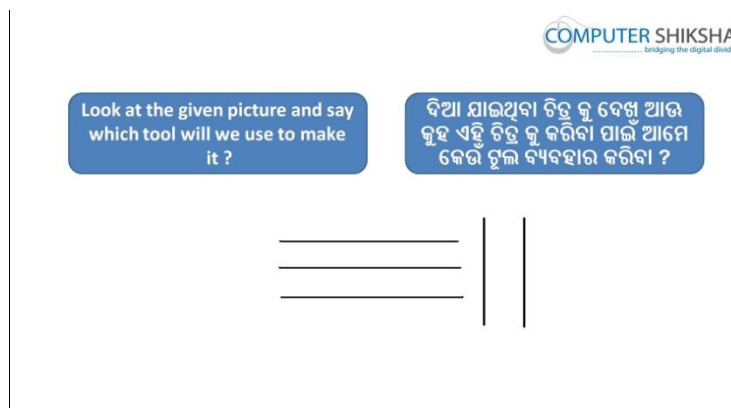 COMPUTER SHIKSHA
bridging the digital divid
Look at the given picture and say
which tool will we use to make
it ?
ଦିଆ ଯାଇଥିବା ଚିତ୍ର କୁ ଦେଖ ଆଉ
କୁହ ଏହି ଚିତ୍ର କୁ କରିବା ପାଇଁ ଆମେ
କେଉଁ ଟୁଲ ବ୍ୟବହାର କରିବା ?